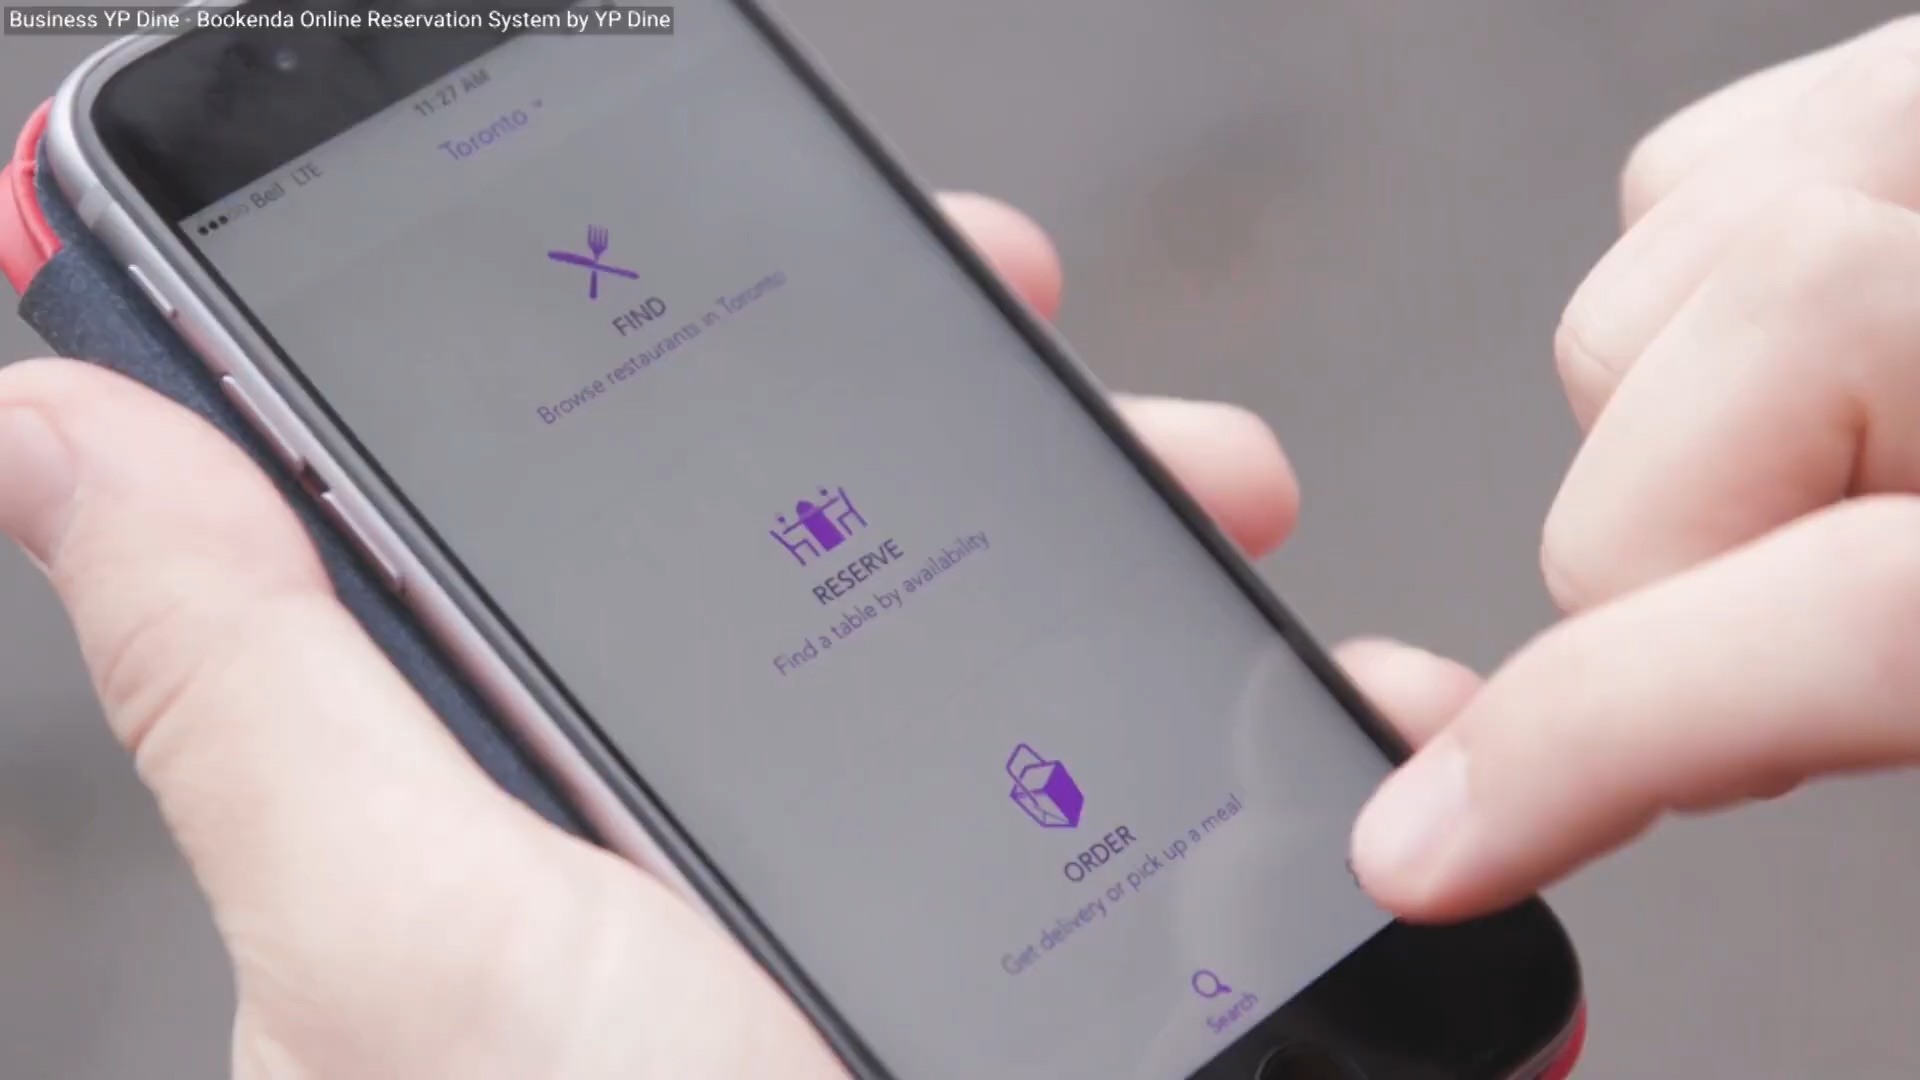 Business YP Dine - Bookenda Online Reservation System by YP Dine
11:27 AM
Bell LTE
Toronto
FIND
Browse restaurants in Toronto
RESERVE
Find a table by availability
ORDER
Get delivery or pick up a meal
Search